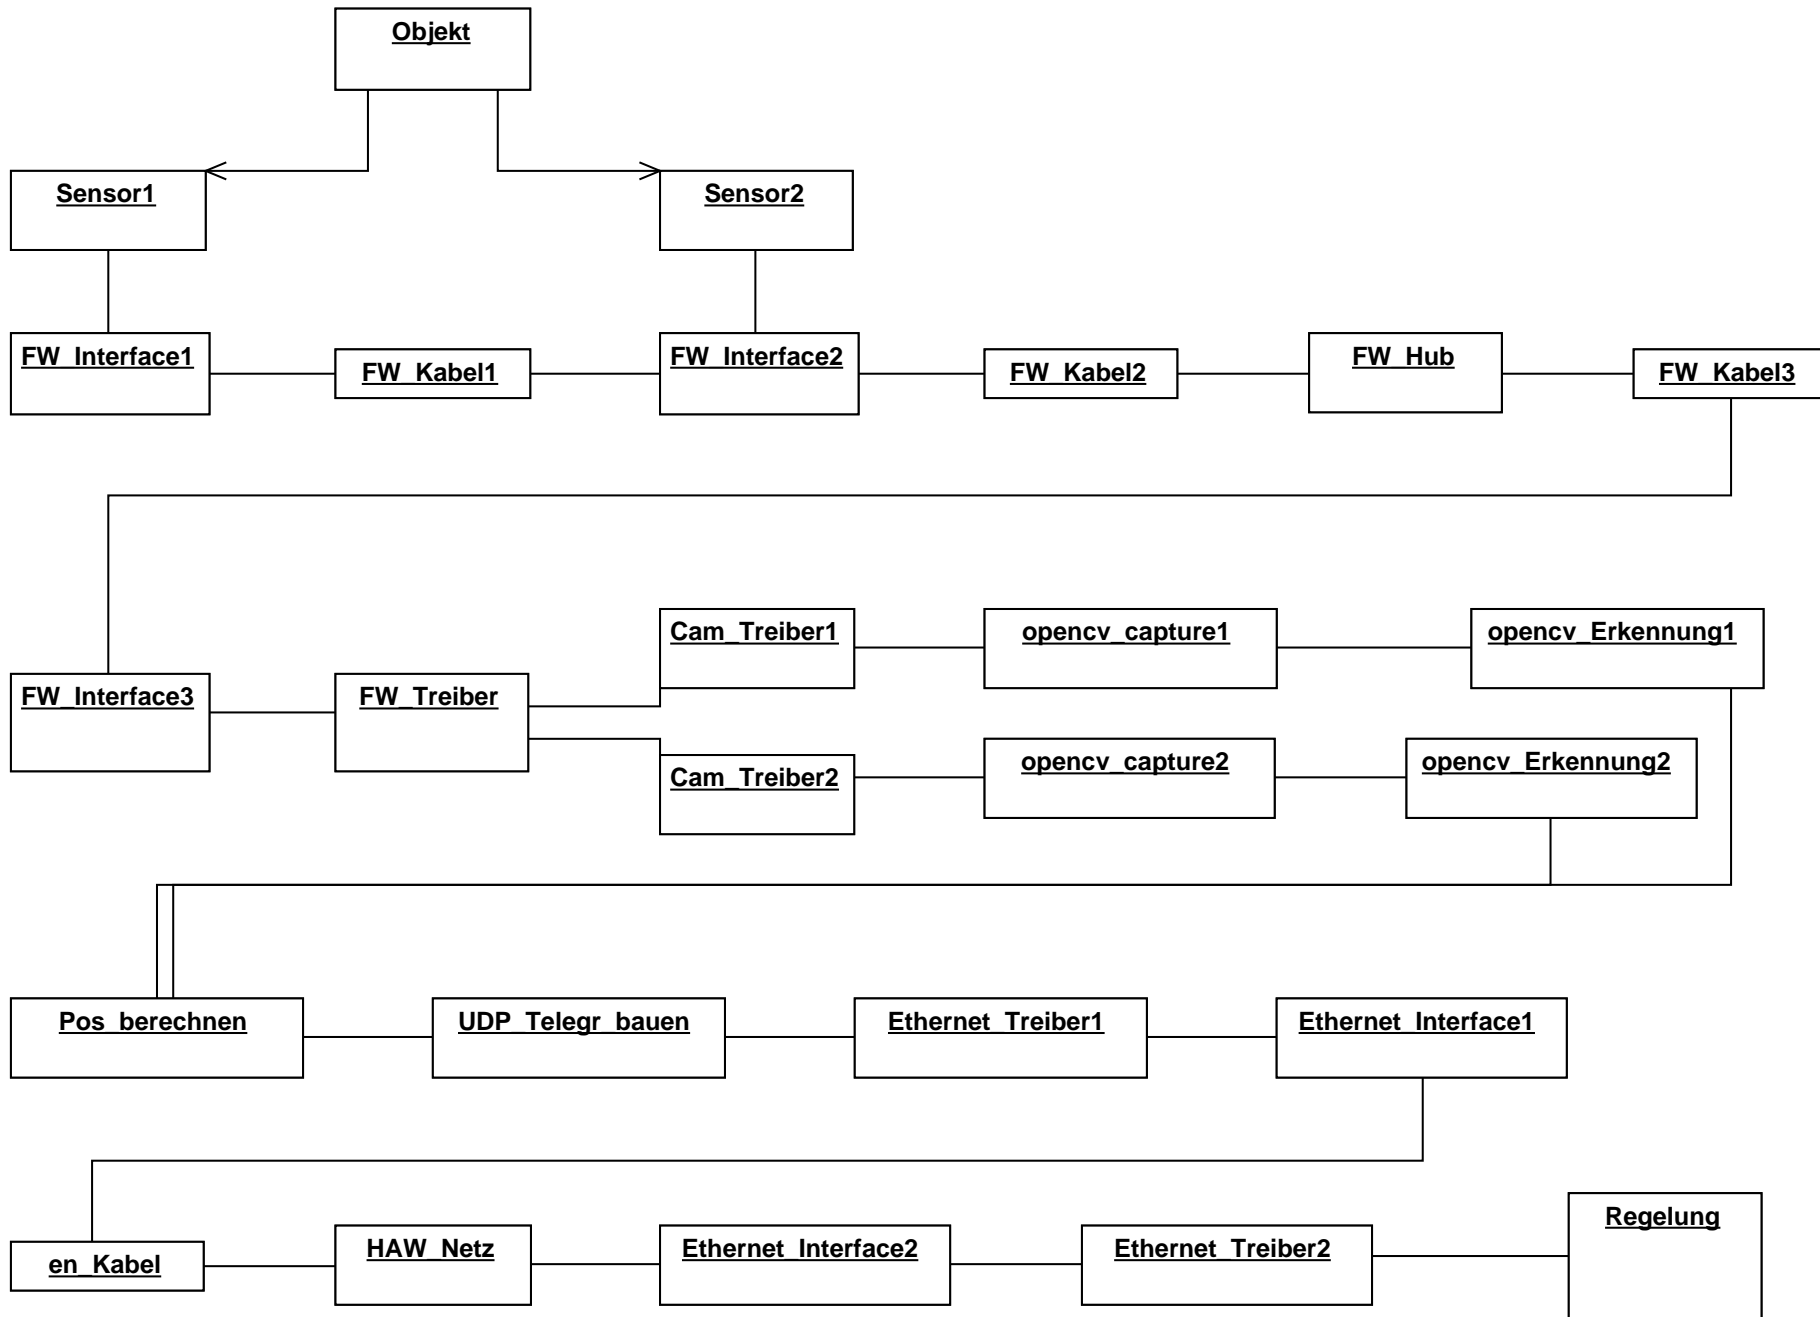 Objekt
Sensor1
Sensor2
FW_Interface1
FW_Kabel1
FW_Interface2
FW_Kabel2
FW_Hub
FW_Kabel3
Cam_Treiber1
opencv_capture1
opencv_Erkennung1
FW_Interface3
FW_Treiber
Cam_Treiber2
opencv_capture2
opencv_Erkennung2
Pos_berechnen
UDP_Telegr_bauen
Ethernet_Treiber1
Ethernet_Interface1
en_Kabel
HAW_Netz
Ethernet_Interface2
Ethernet_Treiber2
Regelung